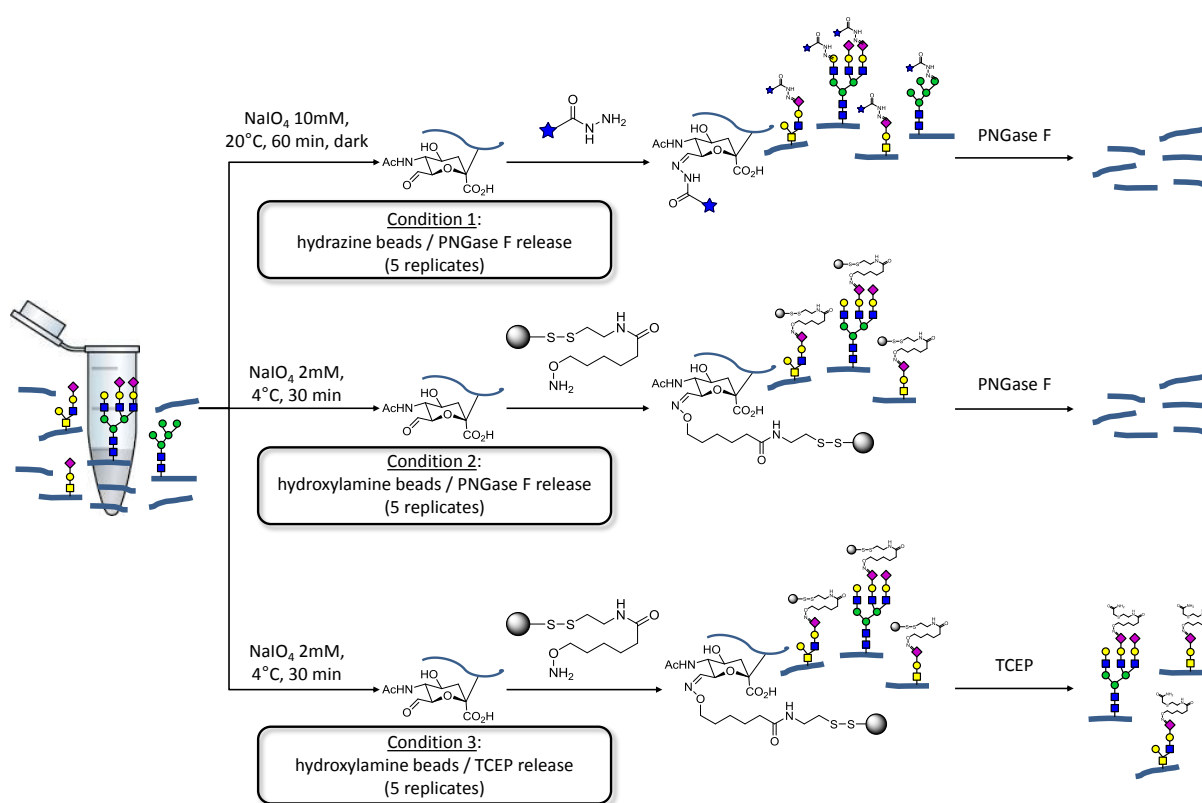 NaIO4 10mM,
20°C, 60 min, dark
HO
AcHN
O
O
CO2H
O
N
H
NH2
HO
AcHN
O
CO2H
N
NH
O
PNGase F
Condition 1:
hydrazine beads / PNGase F release
(5 replicates)
NaIO4 2mM,
4°C, 30 min
HO
AcHN
O
O
CO2H
S-S
H
N
O
O
NH2
HO
AcHN
O
CO2H
N
O
O
H
N
S-S
PNGase F
Condition 2:
hydroxylamine beads / PNGase F release
(5 replicates)
NaIO4 2mM,
4°C, 30 min
HO
AcHN
O
O
CO2H
S-S
H
N
O
O
NH2
HO
AcHN
O
CO2H
N
O
O
H
N
S-S
TCEP
Condition 3:
hydroxylamine beads / TCEP release
(5 replicates)